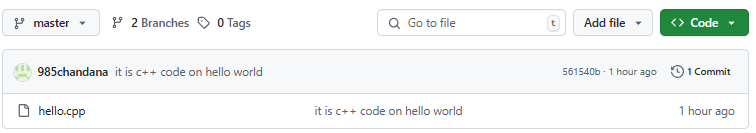 master 2 Branches 0 Tags Go to file t Add file Code
985chandana it is c++ code on hello world 561540b · 1 hour ago 1 Commit
hello.cpp it is c++ code on hello world 1 hour ago